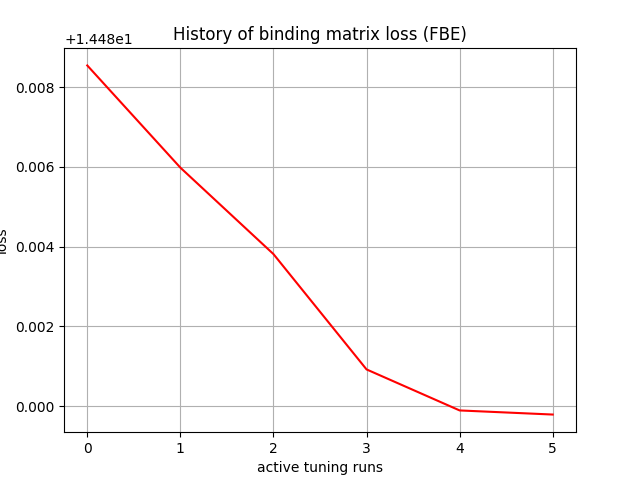 History of binding matrix loss (FBE)
+1.448e1
0.008
0.006
0.004
0.002
0.000
loss
0 1 2 3 4 5
active tuning runs